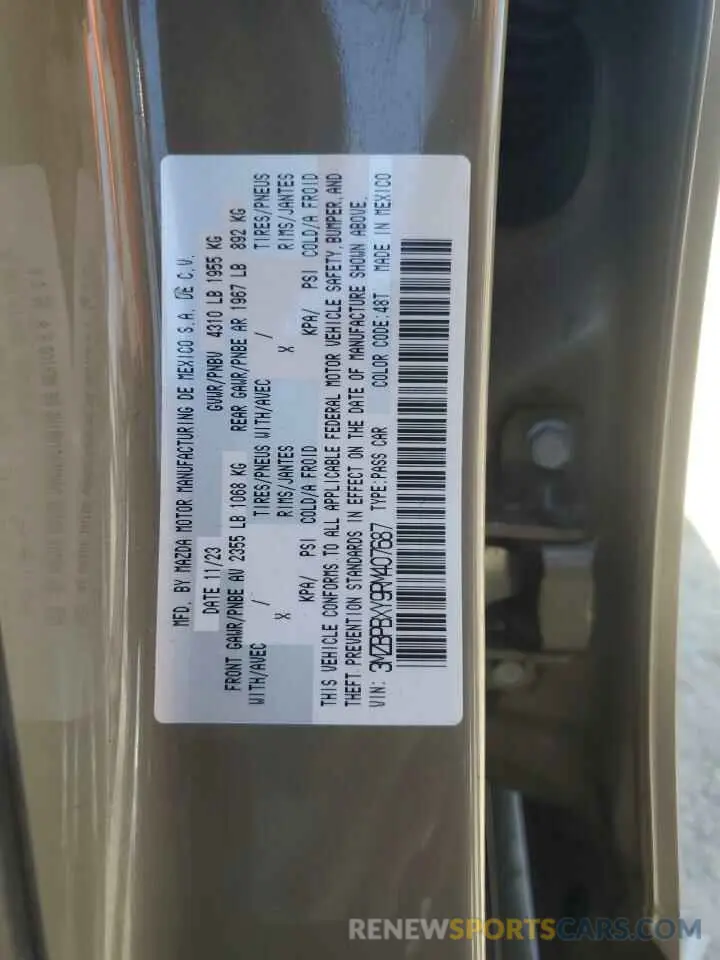 MFD. BY MAZDA MOTOR MANUFACTURING DE MEXICO S.A. DE C.V.
DATE 11/23 GVWR/PNBV 4310 LB 1955 KG
FRONT GAWR/PNBE AV 2355 LB 1068 KG REAR GAWR/PNBE AR 1967 LB 892 KG
WITH/AVEC TIRES/PNEUS WITH/AVEC TIRES/PNEUS
/ RIMS/JANTES / RIMS/JANTES
X X
KPA/ PSI COLD/A FROID KPA/ PSI COLD/A FROID
THIS VEHICLE CONFORMS TO ALL APPLICABLE FEDERAL MOTOR VEHICLE SAFETY, BUMPER, AND
THEFT PREVENTION STANDARDS IN EFFECT ON THE DATE OF MANUFACTURE SHOWN ABOVE.
VIN: 3MZBPBXY9RM407687 TYPE:PASS CAR COLOR CODE:48T MADE IN MEXICO
RENEWSPORTSCARS.COM